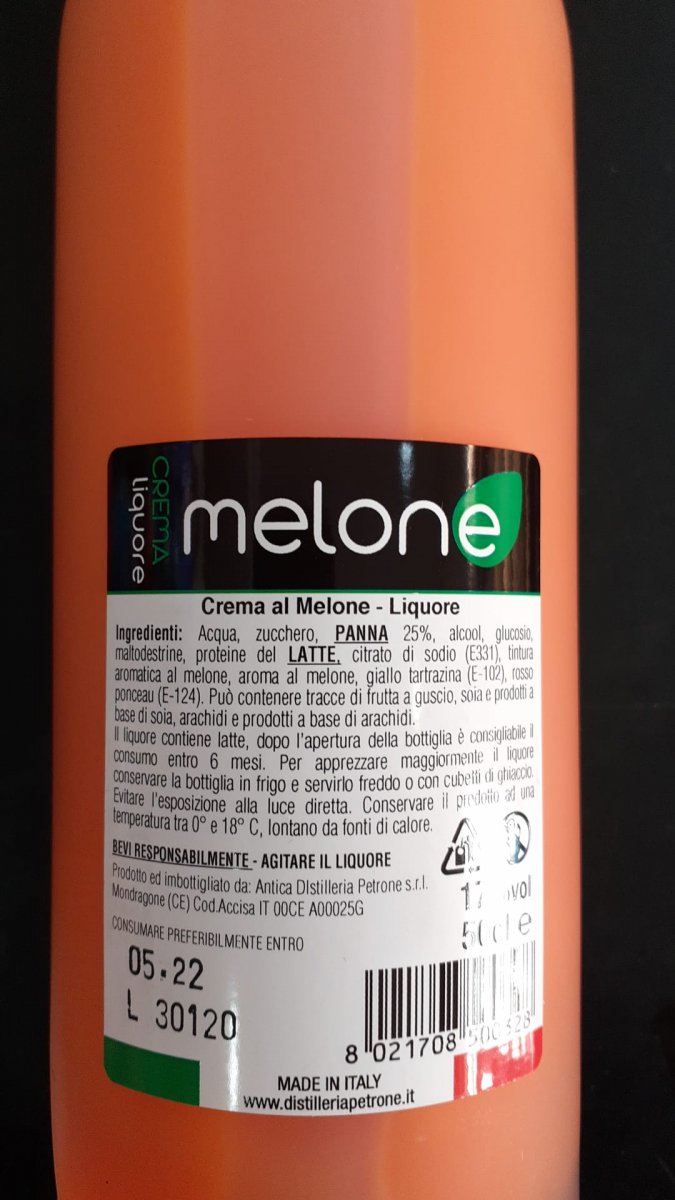 CREMA
liquore
melone
Crema al Melone - Liquore
Ingredienti: Acqua, zucchero, PANNA 25%, alcool, glucosio,
maltodestrine, proteine del LATTE, citrato di sodio (E331), tintura
aromatica al melone, aroma al melone, giallo tartrazina (E-102), rosso
ponceau (E-124). Può contenere tracce di frutta a guscio, soia e prodotti a
base di soia, arachidi e prodotti a base di arachidi.
Il liquore contiene latte, dopo l'apertura della bottiglia è consigliabile il
consumo entro 6 mesi. Per apprezzare maggiormente il liquore
conservare la bottiglia in frigo e servirlo freddo o con cubetti di ghiaccio.
Evitare l'esposizione alla luce diretta. Conservare il prodotto ad una
temperatura tra 0° e 18° C, lontano da fonti di calore.
BEVI RESPONSABILMENTE - AGITARE IL LIQUORE
Prodotto ed imbottigliato da: Antica DIstilleria Petrone s.r.l.
Mondragone (CE) Cod.Accisa IT 00CE A00025G
vol
50 cl e
CONSUMARE PREFERIBILMENTE ENTRO
05.22
L 30120
8 021708 500328
MADE IN ITALY
www.distilleriapetrone.it